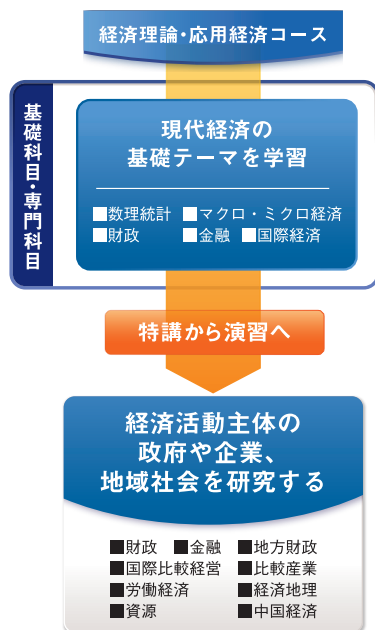 経済理論・応用経済コース
基礎科目・専門科目
現代経済の
基礎テーマを学習
■数理統計 ■マクロ・ミクロ経済
■財政 ■金融 ■国際経済
特講から演習へ
経済活動主体の
政府や企業、
地域社会を研究する
■財政 ■金融 ■地方財政
■国際比較経営 ■比較産業
■労働経済 ■経済地理
■資源 ■中国経済